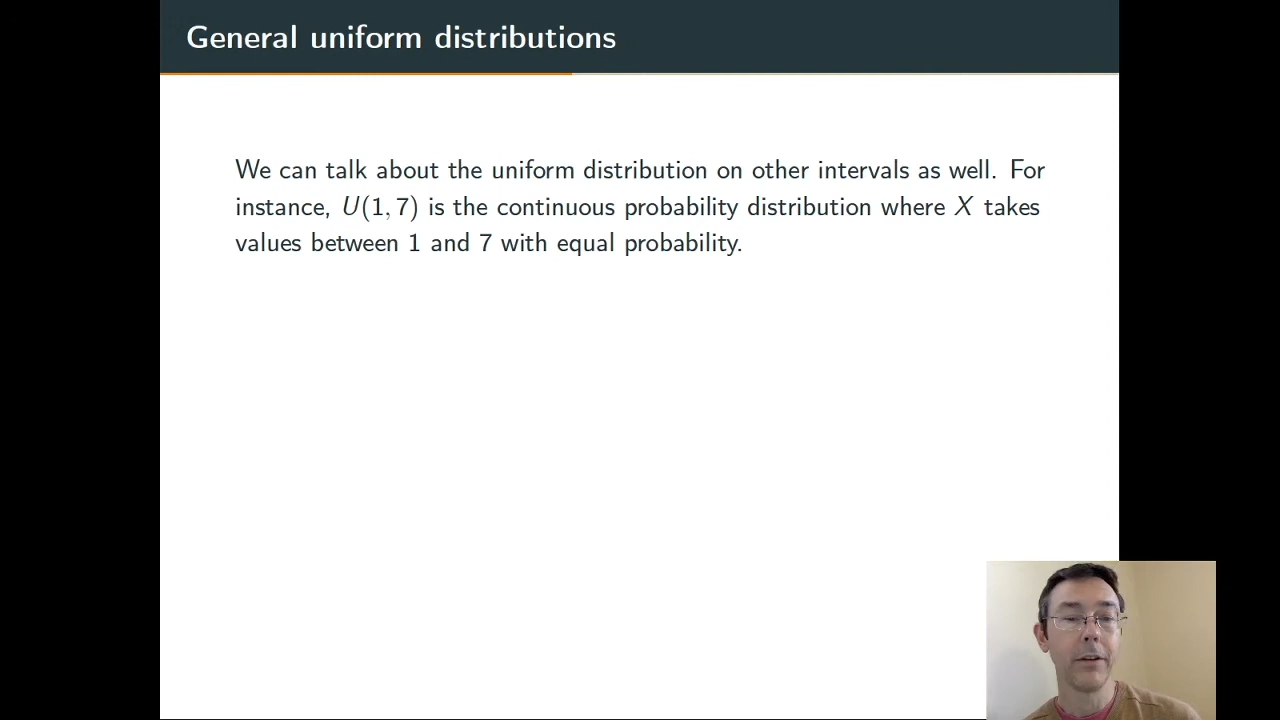 General uniform distributions
We can talk about the uniform distribution on other intervals as well. For
instance, U(1, 7) is the continuous probability distribution where X takes
values between 1 and 7 with equal probability.